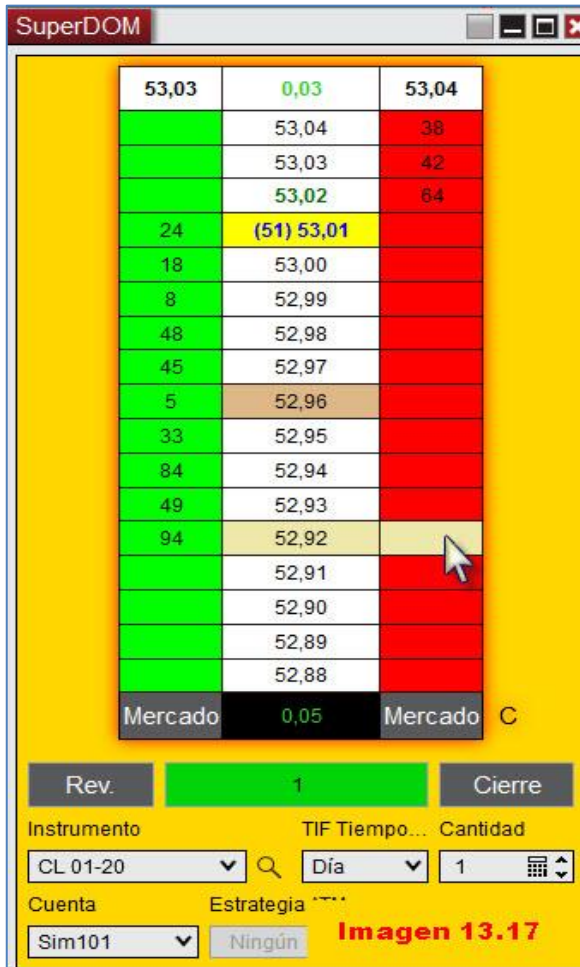 SuperDOM
53,03 0,03 53,04
53,04 38
53,03 42
53,02 64
24 (51) 53,01
18 53,00
8 52,99
48 52,98
45 52,97
5 52,96
33 52,95
84 52,94
49 52,93
94 52,92
52,91
52,90
52,89
52,88
Mercado 0,05 Mercado C
Rev. 1 Cierre
Instrumento TIF Tiempo... Cantidad
CL 01-20 Día 1
Cuenta Estrategia
Sim101 Ningún Imagen 13.17